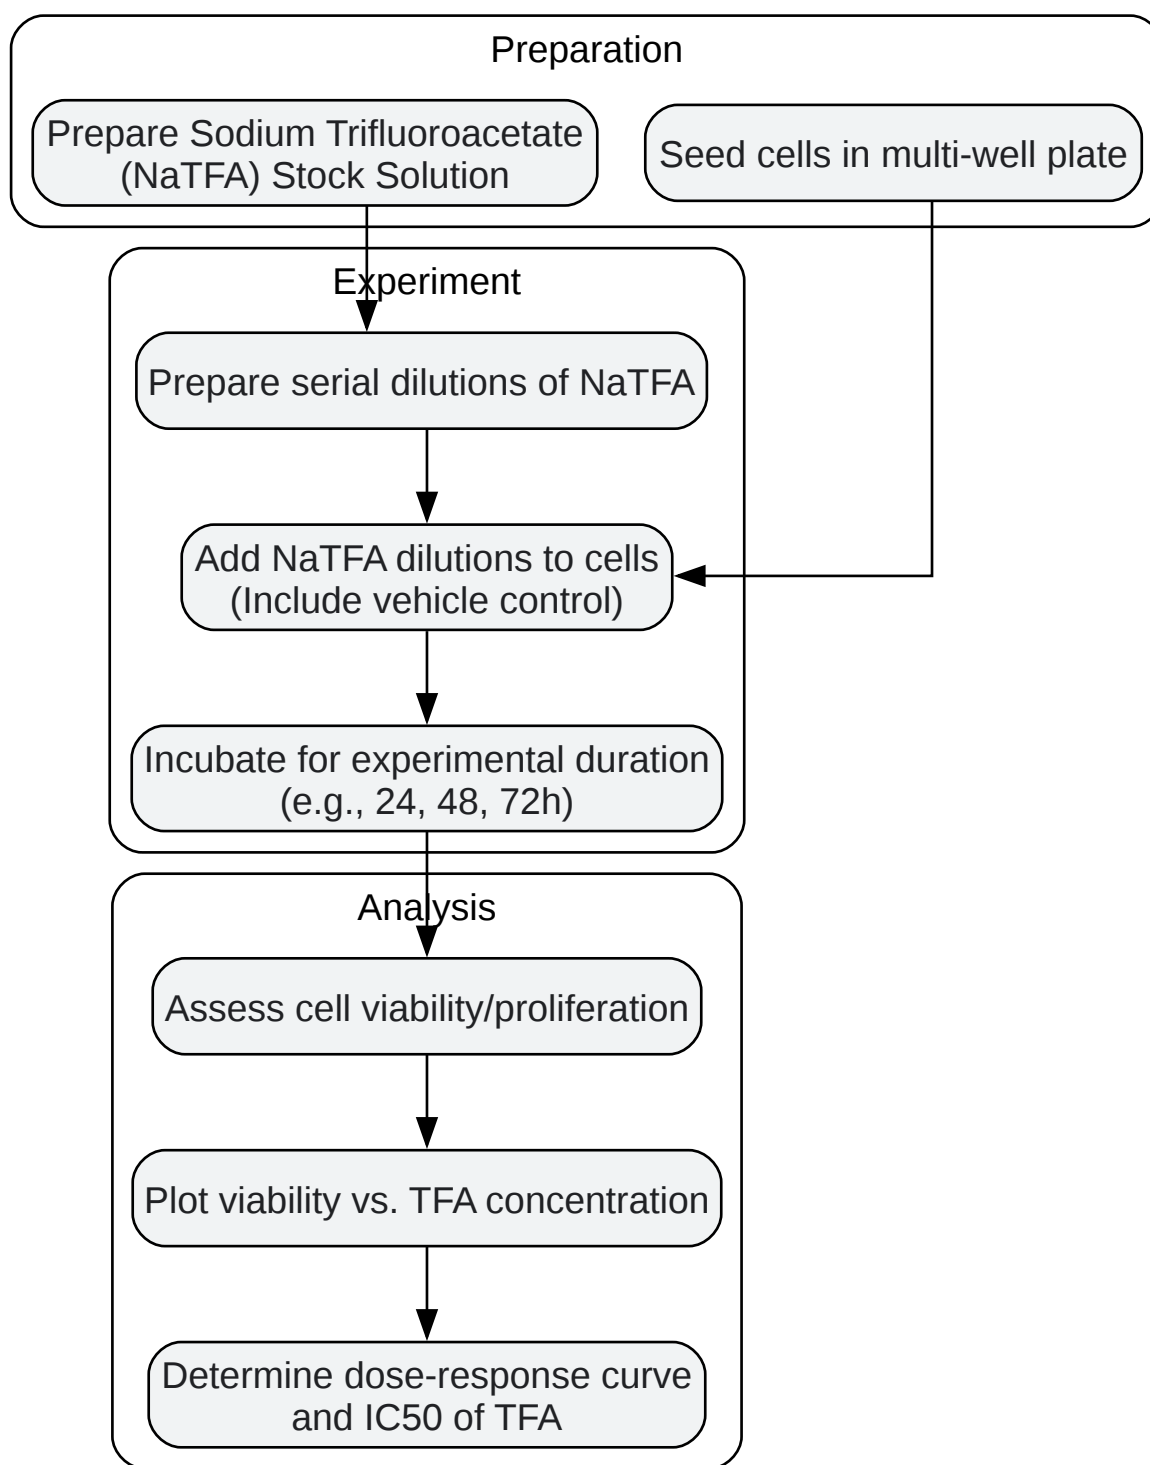 Preparation
Prepare Sodium Trifluoroacetate
(NaTFA) Stock Solution
Seed cells in multi-well plate
Experiment
Prepare serial dilutions of NaTFA
Add NaTFA dilutions to cells
(Include vehicle control)
Incubate for experimental duration
(e.g., 24, 48, 72h)
Analysis
Assess cell viability/proliferation
Plot viability vs. TFA concentration
Determine dose-response curve
and IC50 of TFA